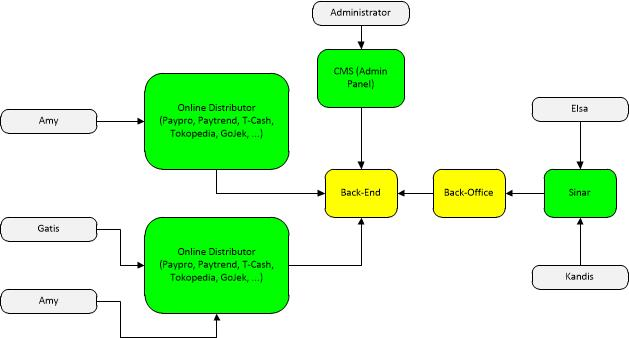 Administrator
CMS (Admin
Panel)
Online Distributor
(Paypro, Paytrend, T-Cash,
Tokopedia, GoJek, ...)
Amy
Elsa
Back-End
Back-Office
Sinar
Gatis
Online Distributor
(Paypro, Paytrend, T-Cash,
Tokopedia, GoJek, ...)
Kandis
Amy